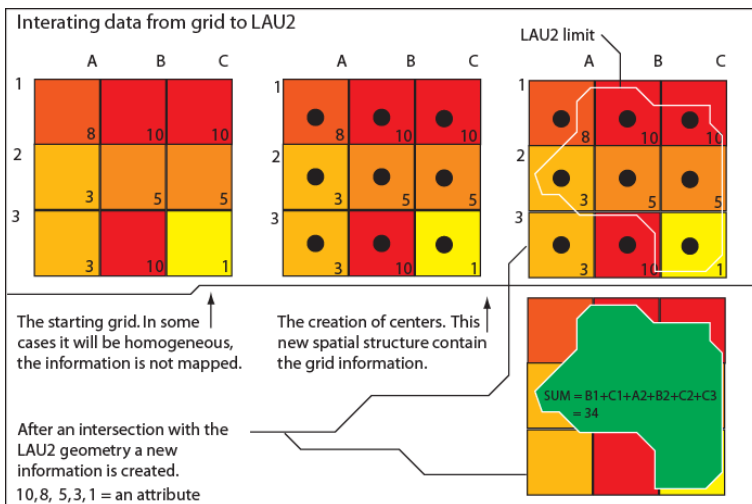 Interating data from grid to LAU2
LAU2 limit
A B C
1
8 10 10
2
3 5 5
3
3 10 1
A B C
1
8 10 10
2
3 5 5
3
3 10 1
A B C
1
8 10 10
2
3 5 5
3
3 10 1
The starting grid. In some
cases it will be homogeneous,
the information is not mapped.
The creation of centers. This
new spatial structure contain
the grid information.
SUM = B1+C1+A2+B2+C2+C3
= 34
After an intersection with the
LAU2 geometry a new
information is created.
10,8, 5,3,1 = an attribute